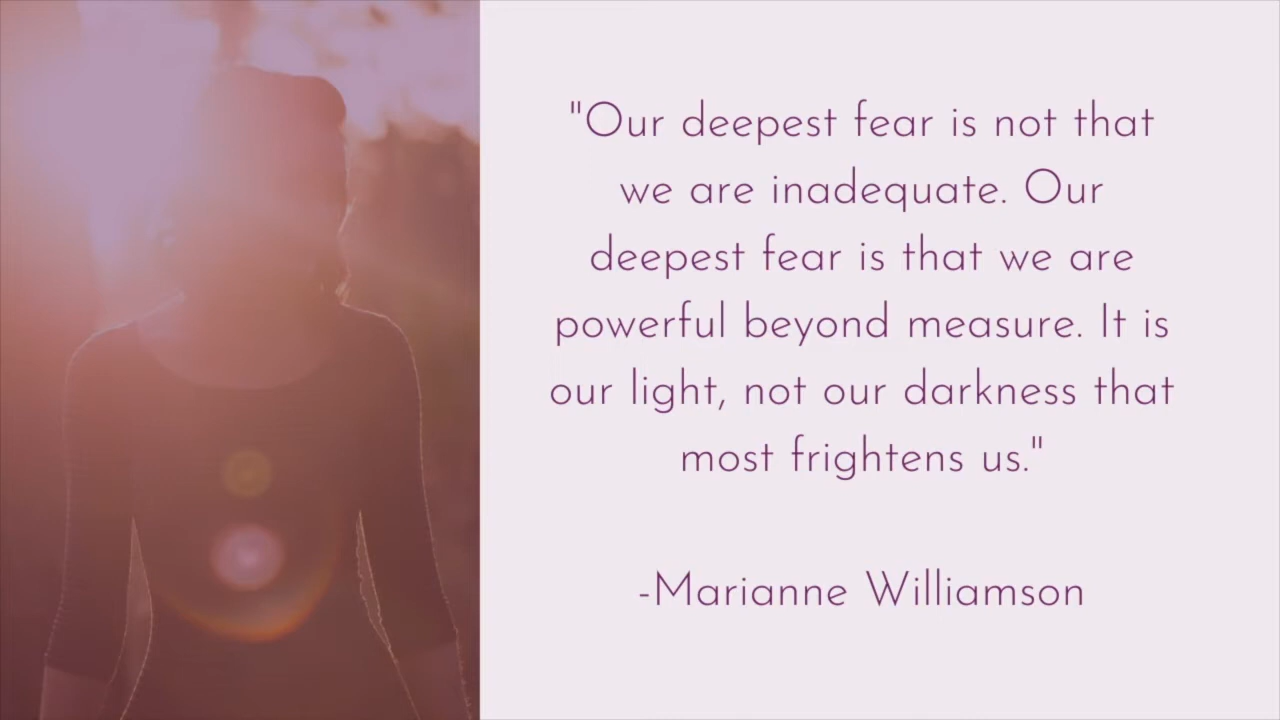 "Our deepest fear is not that
we are inadequate. Our
deepest fear is that we are
powerful beyond measure. It is
our light, not our darkness that
most frightens us."
-Marianne Williamson